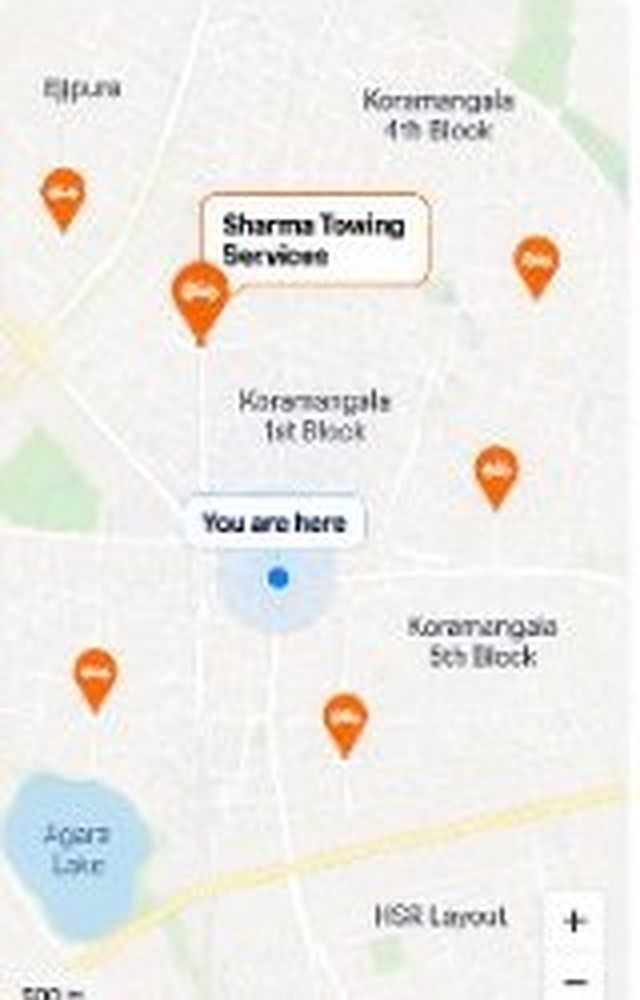 Ejipura
Koramangala
4th Block
Sharma Towing
Services
Koramangala
1st Block
You are here
Koramangala
5th Block
Agara
Lake
HSR Layout
+
−
500 m